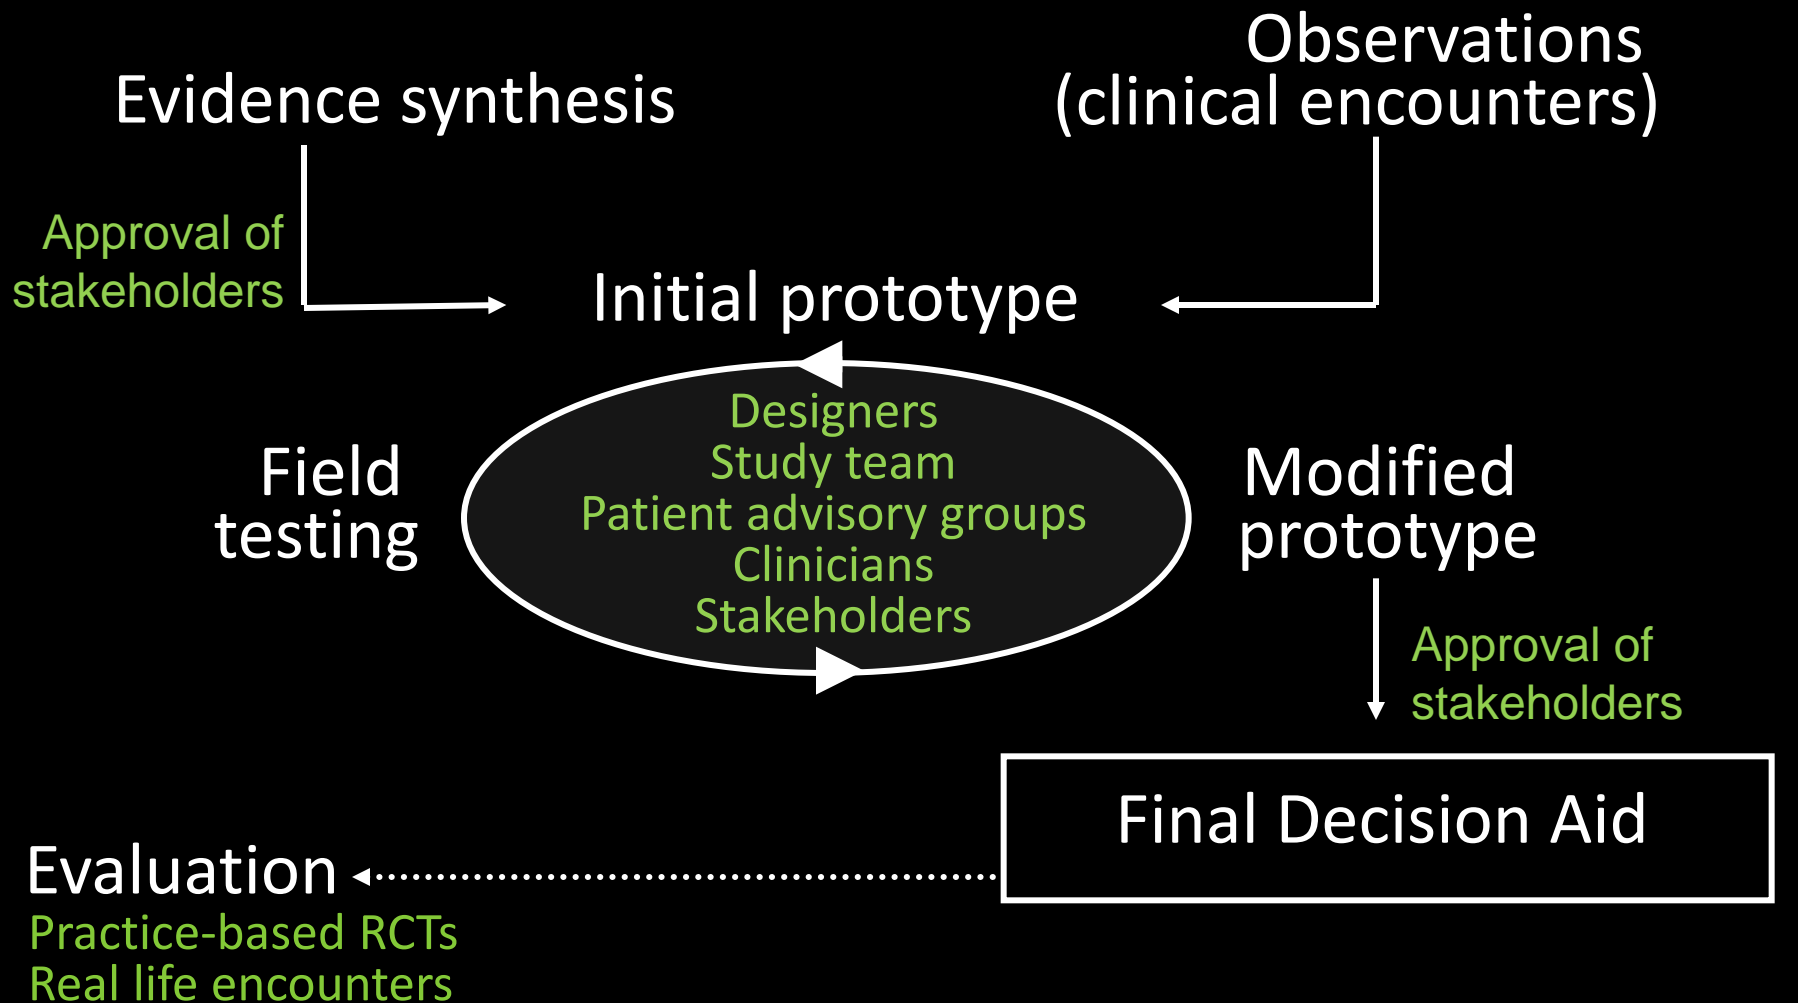 Evidence synthesis
Observations
(clinical encounters)
Approval of
stakeholders
Initial prototype
Field
testing
Designers
Study team
Patient advisory groups
Clinicians
Stakeholders
Modified
prototype
Approval of
stakeholders
Final Decision Aid
Evaluation
Practice-based RCTs
Real life encounters